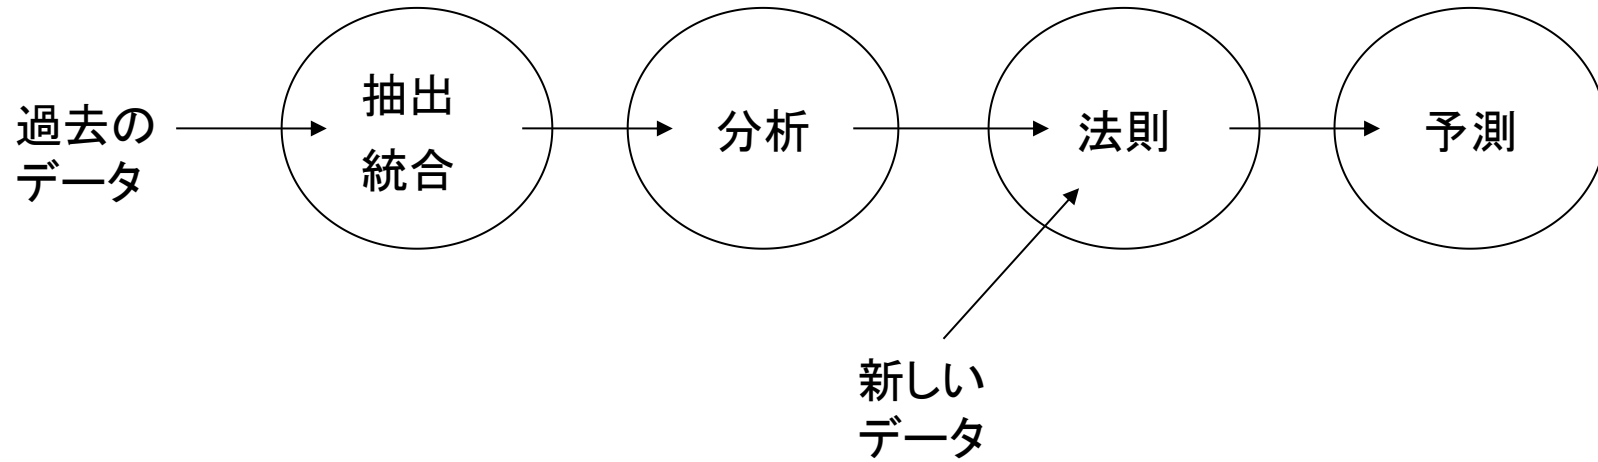 過去の
データ
抽出
統合
分析
法則
予測
新しい
データ